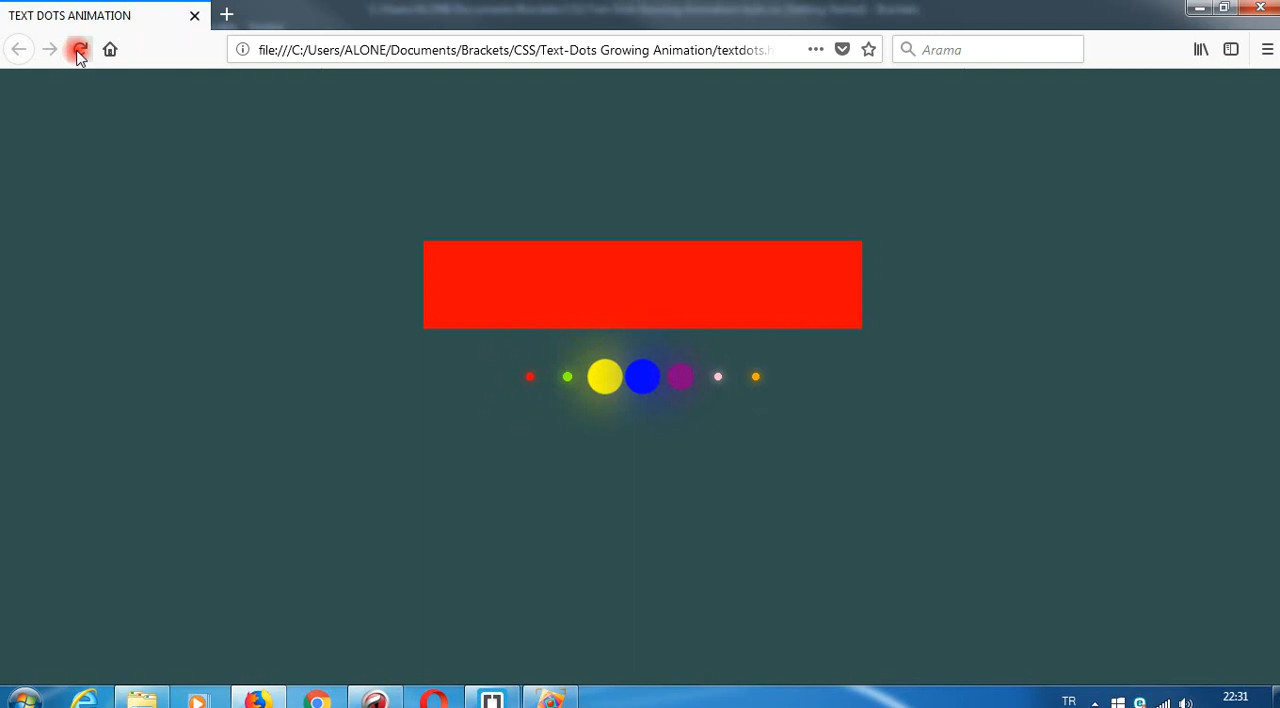 TEXT DOTS ANIMATION
file:///C:/Users/ALONE/Documents/Brackets/CSS/Text-Dots Growing Animation/textdots.h
Arama
TR
22:31